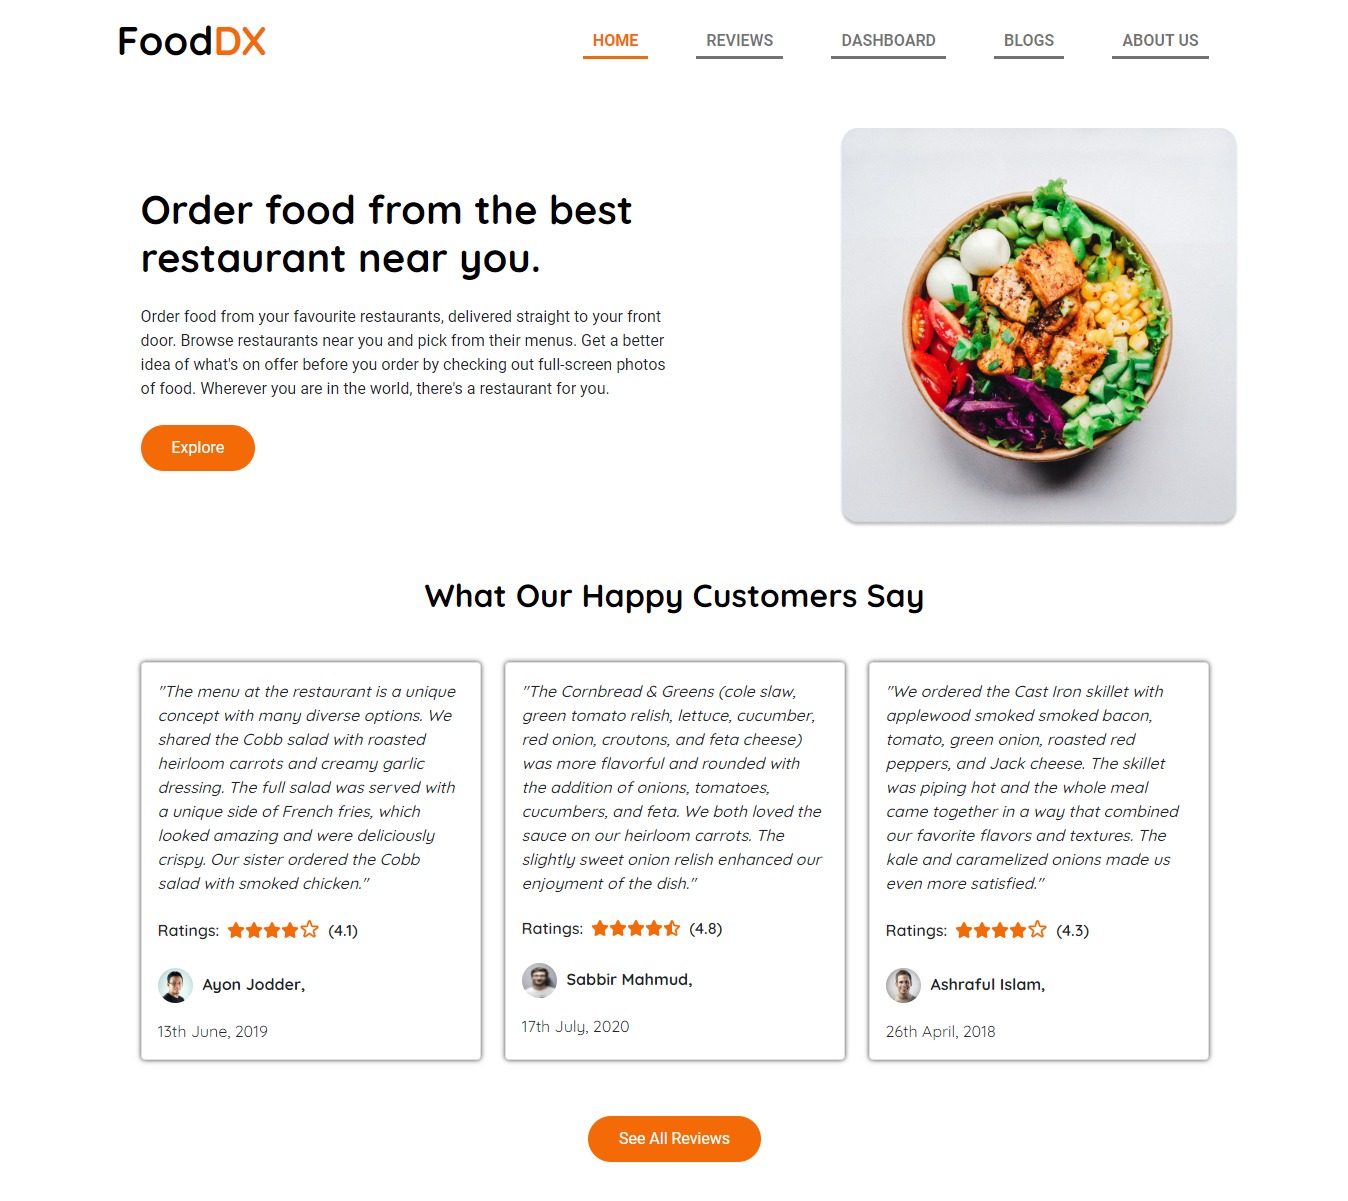 FoodDX
HOME REVIEWS DASHBOARD BLOGS ABOUT US
Order food from the best
restaurant near you.
Order food from your favourite restaurants, delivered straight to your front
door. Browse restaurants near you and pick from their menus. Get a better
idea of what's on offer before you order by checking out full-screen photos
of food. Wherever you are in the world, there's a restaurant for you.
Explore
What Our Happy Customers Say
"The menu at the restaurant is a unique
concept with many diverse options. We
shared the Cobb salad with roasted
heirloom carrots and creamy garlic
dressing. The full salad was served with
a unique side of French fries, which
looked amazing and were deliciously
crispy. Our sister ordered the Cobb
salad with smoked chicken."
Ratings: (4.1)
Ayon Jodder,
13th June, 2019
"The Cornbread & Greens (cole slaw,
green tomato relish, lettuce, cucumber,
red onion, croutons, and feta cheese)
was more flavorful and rounded with
the addition of onions, tomatoes,
cucumbers, and feta. We both loved the
sauce on our heirloom carrots. The
slightly sweet onion relish enhanced our
enjoyment of the dish."
Ratings: (4.8)
Sabbir Mahmud,
17th July, 2020
"We ordered the Cast Iron skillet with
applewood smoked smoked bacon,
tomato, green onion, roasted red
peppers, and Jack cheese. The skillet
was piping hot and the whole meal
came together in a way that combined
our favorite flavors and textures. The
kale and caramelized onions made us
even more satisfied."
Ratings: (4.3)
Ashraful Islam,
26th April, 2018
See All Reviews